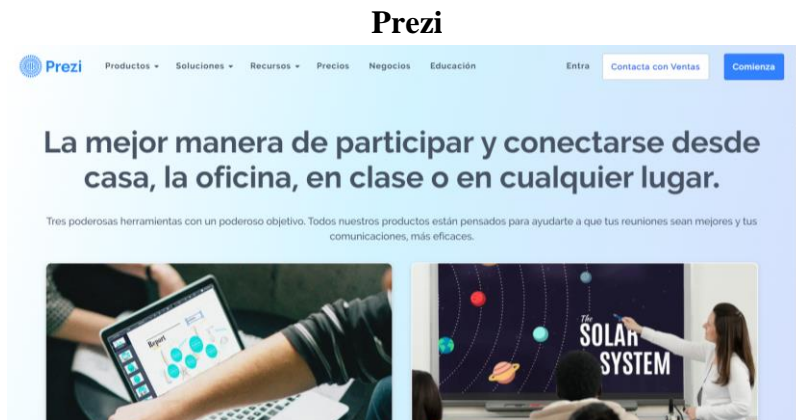 Prezi
Prezi Productos Soluciones Recursos Precios Negocios Educación Entra Contacta con Ventas Comienza
La mejor manera de participar y conectarse desde
casa, la oficina, en clase o en cualquier lugar.
Tres poderosas herramientas con un poderoso objetivo. Todos nuestros productos están pensados para ayudarte a que tus reuniones sean mejores y tus
comunicaciones, más eficaces.
Report
The
SOLAR
SYSTEM